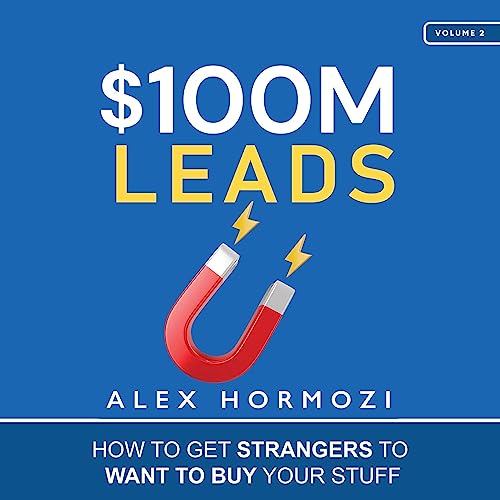 VOLUME 2
$100M
LEADS
ALEX HORMOZI
HOW TO GET STRANGERS TO
WANT TO BUY YOUR STUFF